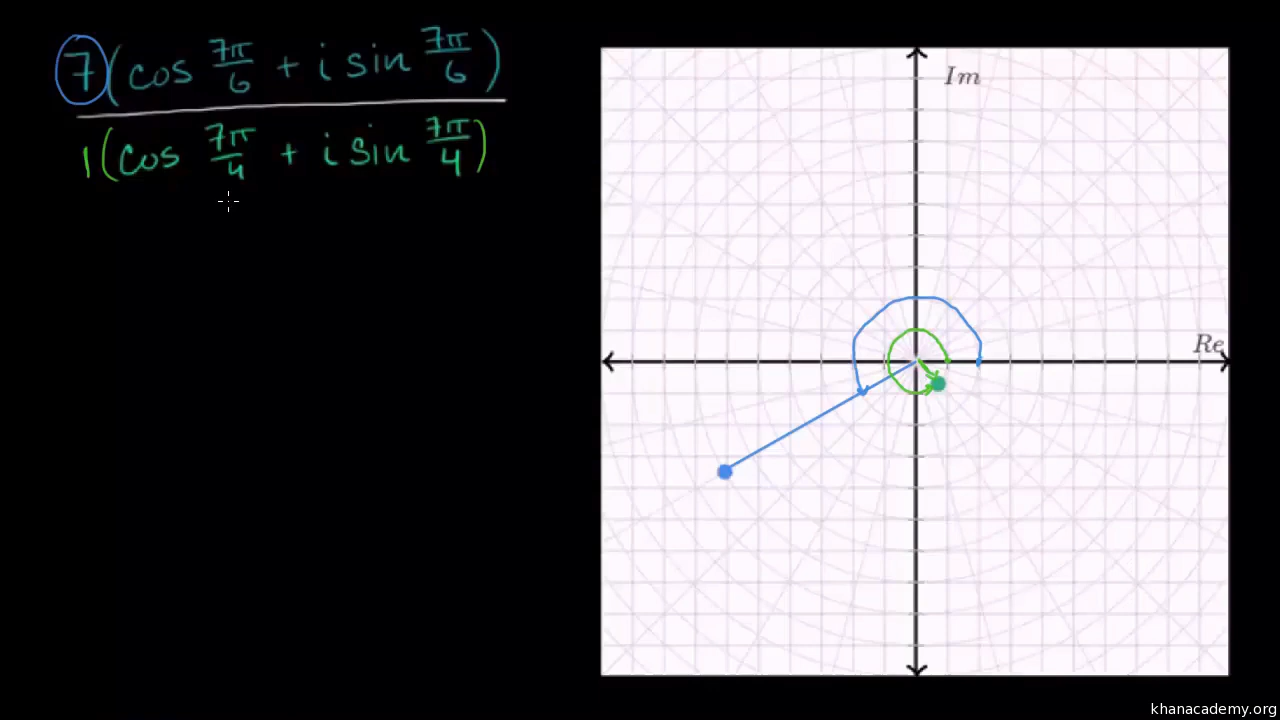 7(cos 7π/6 + i sin 7π/6)
1(cos 7π/4 + i sin 7π/4)
Im
Re
khanacademy.org